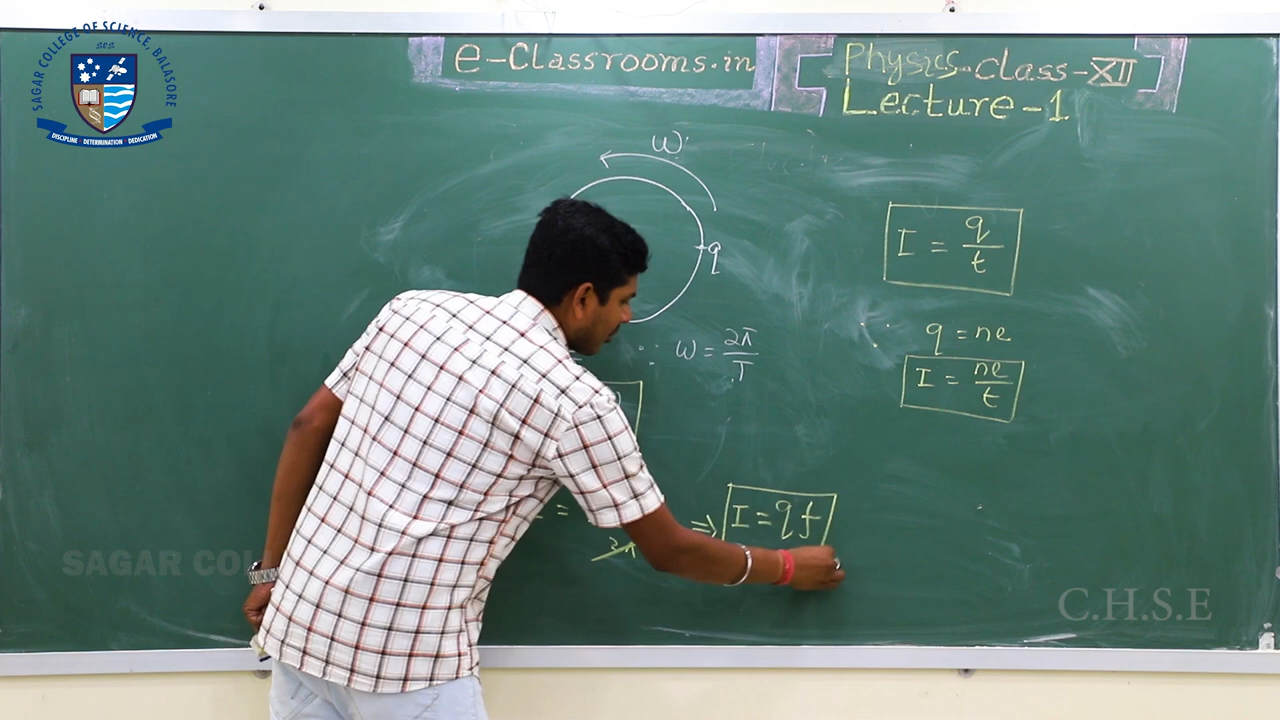 SAGAR COLLEGE OF SCIENCE, BALASORE
SCS
DISCIPLINE DETERMINATION DEDICATION
e-Classrooms.in
Physics-Class-XII
Lecture-1
ω
q
I = q/t
∵ ω = 2π/T
q = ne
I = ne/t
⇒ I = qf
SAGAR
C.H.S.E